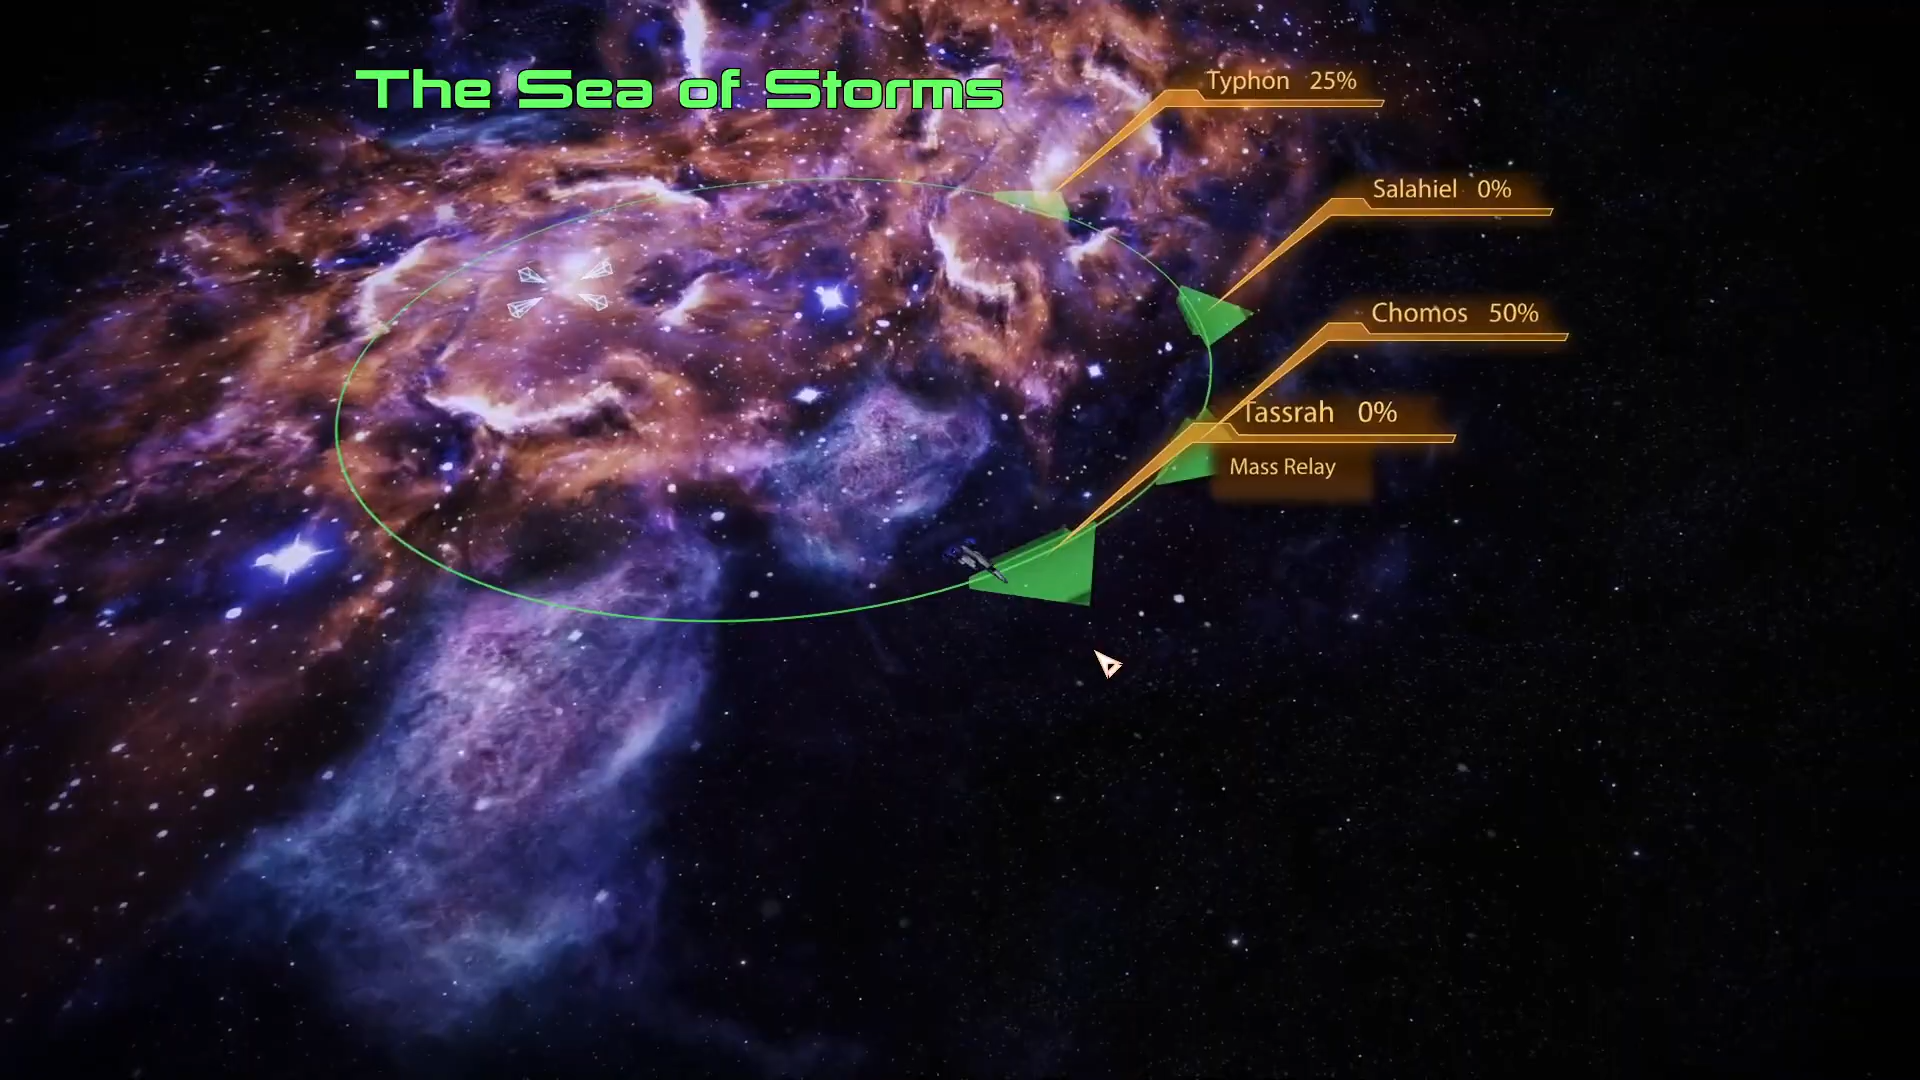 The Sea of Storms
Typhon 25%
Salahiel 0%
Chomos 50%
Tassrah 0%
Mass Relay